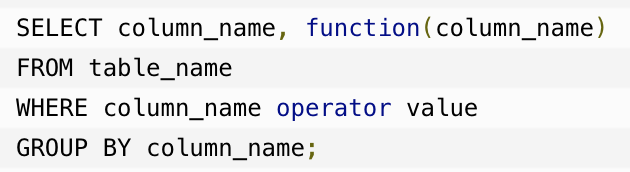 SELECT column_name, function(column_name)
FROM table_name
WHERE column_name operator value
GROUP BY column_name;